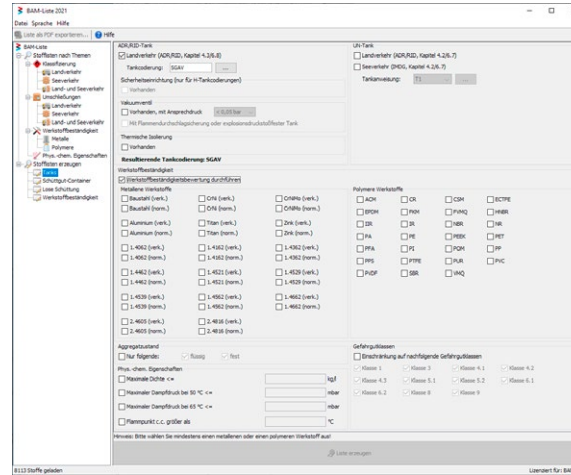 BAM-Liste 2021
Datei Sprache Hilfe
Liste als PDF exportieren... Hilfe
BAM-Liste
Stofflisten nach Themen
Klassifizierung
Landverkehr
Seeverkehr
Land- und Seeverkehr
Umschließungen
Landverkehr
Seeverkehr
Land- und Seeverkehr
Werkstoffbeständigkeit
Metalle
Polymere
Phys.-chem. Eigenschaften
Stofflisten erzeugen
Tanks
Schüttgut-Container
Lose Schüttung
Werkstoffbeständigkeit
ADR/RID-Tank
Landverkehr (ADR/RID, Kapitel 4.3/6.8)
Tankcodierung: SGAV ...
Sicherheitseinrichtung (nur für H-Tankcodierungen)
Vorhanden
Vakuumventil
Vorhanden, mit Ansprechdruck < 0,05 bar
Mit Flammendurchschlagsicherung oder explosionsdruckstoßfester Tank
Thermische Isolierung
Vorhanden
Resultierende Tankcodierung: SGAV
UN-Tank
Landverkehr (ADR/RID, Kapitel 4.2/6.7)
Seeverkehr (IMDG, Kapitel 4.2/6.7)
Tankanweisung: T1 ...
Werkstoffbeständigkeit
Werkstoffbeständigkeitsbewertung durchführen
Metallene Werkstoffe
Baustahl (verk.) CrNi (verk.) CrNiMo (verk.)
Baustahl (norm.) CrNi (norm.) CrNiMo (norm.)
Aluminium (verk.) Titan (verk.) Zink (verk.)
Aluminium (norm.) Titan (norm.) Zink (norm.)
1.4062 (verk.) 1.4162 (verk.) 1.4362 (verk.)
1.4062 (norm.) 1.4162 (norm.) 1.4362 (norm.)
1.4462 (verk.) 1.4521 (verk.) 1.4529 (verk.)
1.4462 (norm.) 1.4521 (norm.) 1.4529 (norm.)
1.4539 (verk.) 1.4562 (verk.) 1.4662 (verk.)
1.4539 (norm.) 1.4562 (norm.) 1.4662 (norm.)
2.4605 (verk.) 2.4816 (verk.)
2.4605 (norm.) 2.4816 (norm.)
Polymere Werkstoffe
ACM CR CSM ECTFE
EPDM FKM FVMQ HNBR
IIR IR NBR NR
PA PE PEEK PET
PFA PI POM PP
PPS PTFE PUR PVC
PVDF SBR VMQ
Aggregatzustand
Nur folgende: flüssig fest
Phys.-chem. Eigenschaften
Maximale Dichte <= kg/l
Maximaler Dampfdruck bei 50 °C <= mbar
Maximaler Dampfdruck bei 65 °C <= mbar
Flammpunkt c.c. größer als °C
Gefahrgutklassen
Einschränkung auf nachfolgende Gefahrgutklassen
Klasse 1 Klasse 3 Klasse 4.1 Klasse 4.2
Klasse 4.3 Klasse 5.1 Klasse 5.2 Klasse 6.1
Klasse 6.2 Klasse 8 Klasse 9
Hinweis: Bitte wählen Sie mindestens einen metallenen oder einen polymeren Werkstoff aus!
Liste erzeugen
8113 Stoffe geladen
Lizenziert für: BAM